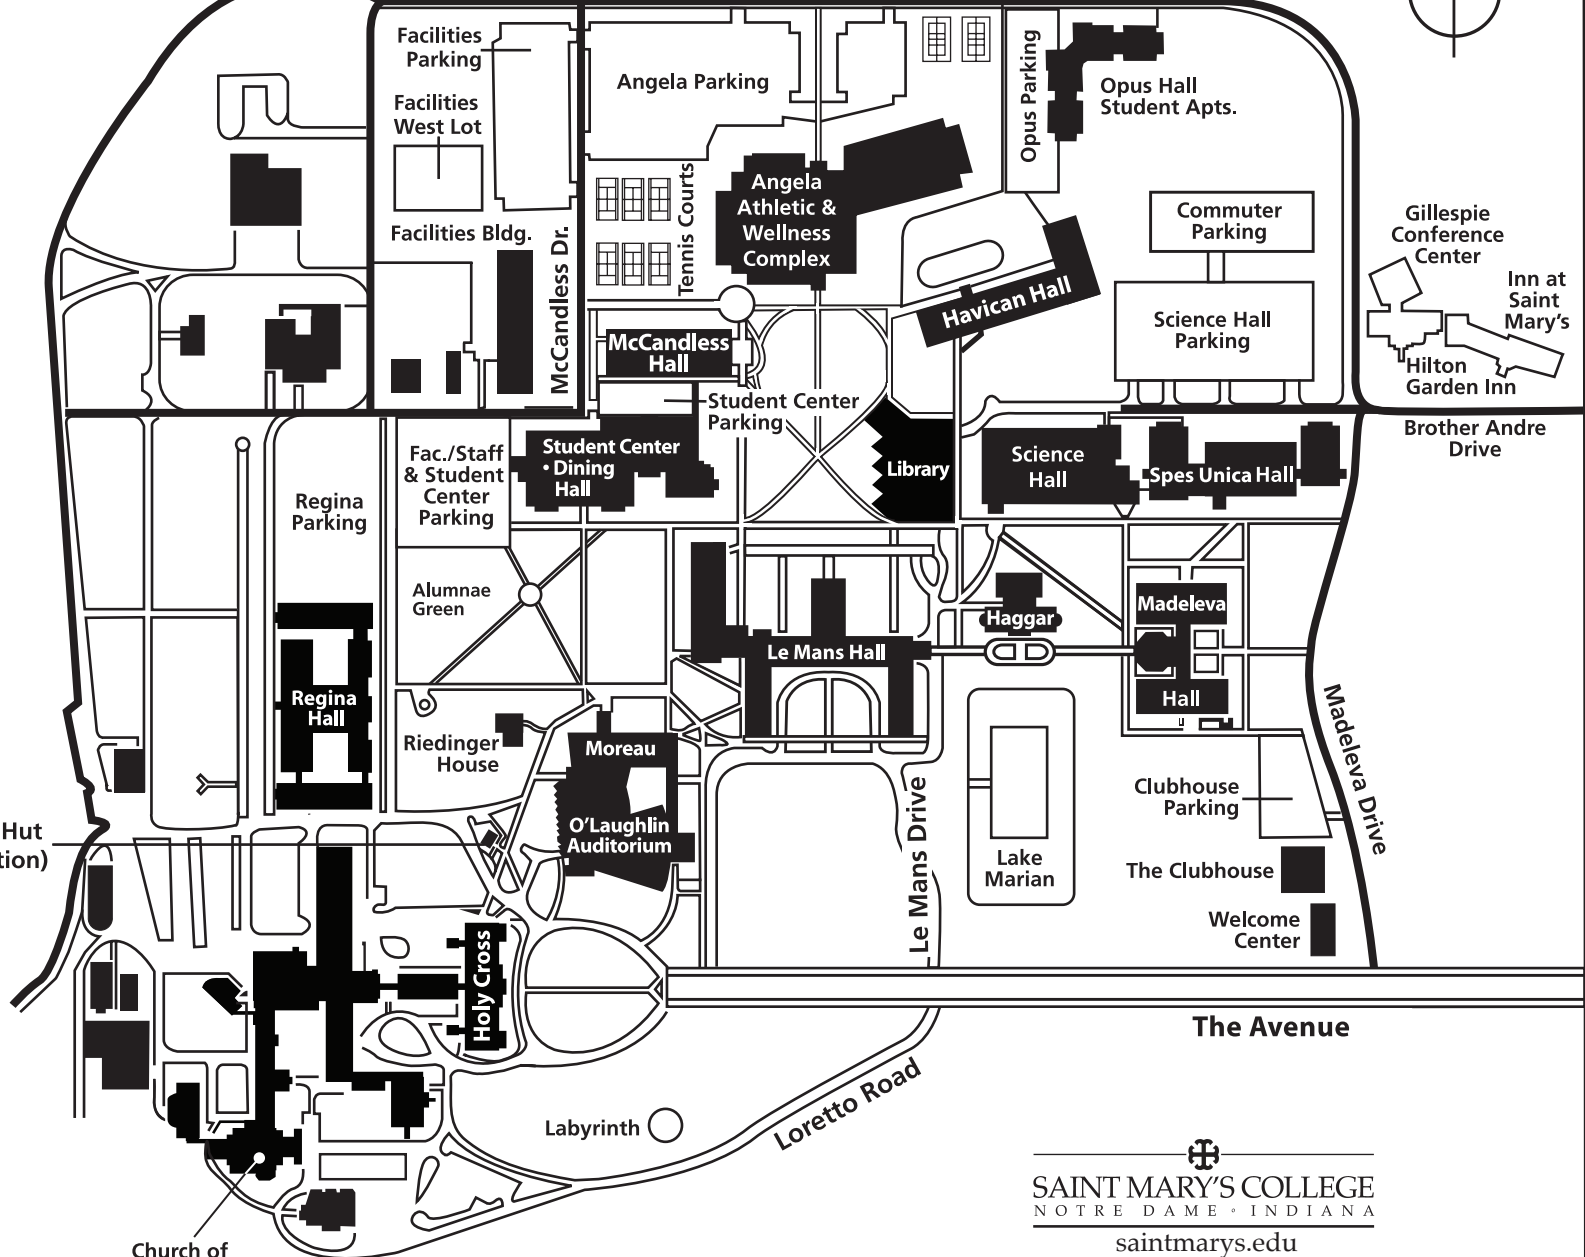 Facilities
Parking
Angela Parking
Opus Parking
Opus Hall
Student Apts.
Facilities
West Lot
Tennis Courts
Angela
Athletic &
Wellness
Complex
Commuter
Parking
Gillespie
Conference
Center
Facilities Bldg.
McCandless Dr.
Havican Hall
Inn at
Saint
Mary's
Science Hall
Parking
McCandless
Hall
Hilton
Garden Inn
Student Center
Parking
Brother Andre
Drive
Fac./Staff
& Student
Center
Parking
Student Center
• Dining
Hall
Library
Science
Hall
Spes Unica Hall
Regina
Parking
Alumnae
Green
Haggar
Madeleva
Hall
Le Mans Hall
Regina
Hall
Riedinger
House
Moreau
O'Laughlin
Auditorium
Madeleva Drive
Clubhouse
Parking
Le Mans Drive
Lake
Marian
The Clubhouse
Welcome
Center
Hut
tion)
Holy Cross
The Avenue
Loretto Road
Labyrinth
Church of
SAINT MARY'S COLLEGE
NOTRE DAME • INDIANA
saintmarys.edu